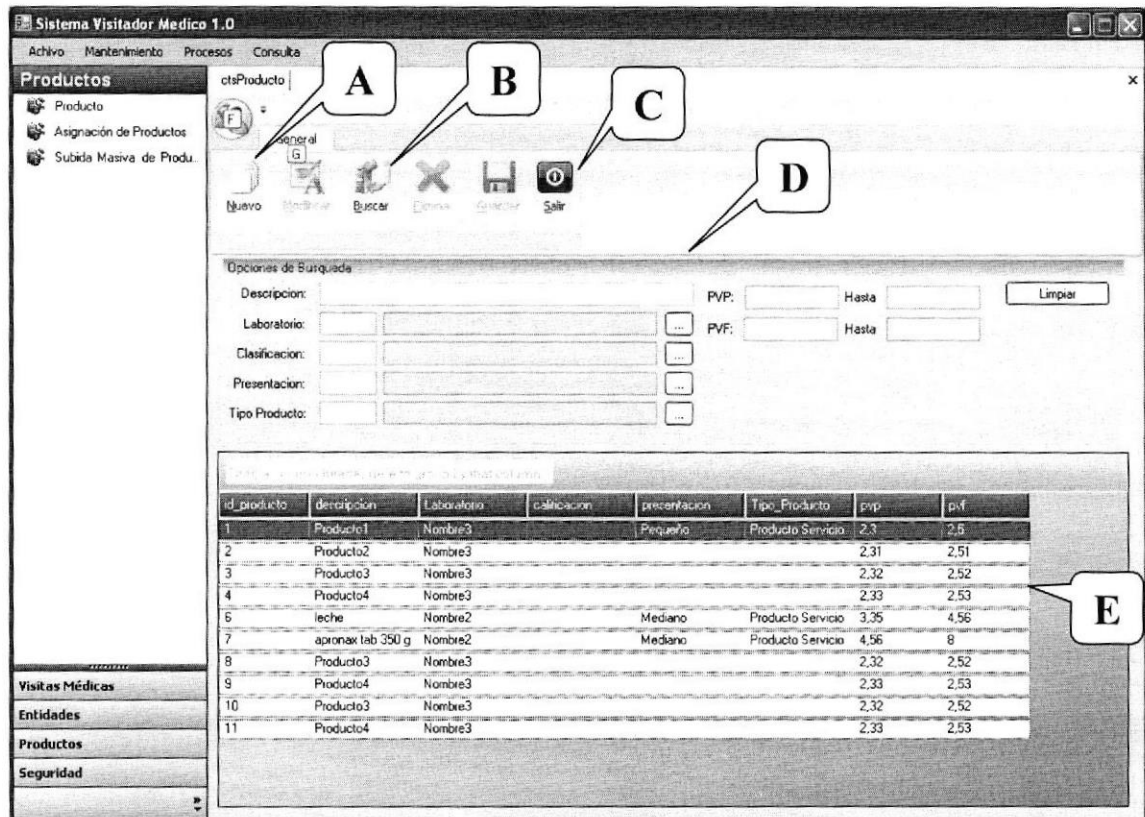 Sistema Visitador Medico 1.0
Achivo Mantenimiento Procesos Consulta
Productos
Producto
Asignación de Productos
Subida Masiva de Produ..
ctsProducto
A
B
C
D
E
F
General
G
Nuevo Modificar Buscar Eliminar Guardar Salir
Opciones de Busqueda
Descripcion:
PVP: Hasta
Limpiar
Laboratorio: ...
PVF: Hasta
Clasificacion: ...
Presentacion: ...
Tipo Producto: ...
id_producto descripcion Laboratorio calificacion presentacion Tipo_Producto pvp pvf
1 Producto1 Nombre3 Pequeño Producto Servicio 2,3 2,5
2 Producto2 Nombre3 2,31 2,51
3 Producto3 Nombre3 2,32 2,52
4 Producto4 Nombre3 2,33 2,53
6 leche Nombre2 Mediano Producto Servicio 3,35 4,56
7 apronax tab 350 g Nombre2 Mediano Producto Servicio 4,56 8
8 Producto3 Nombre3 2,32 2,52
9 Producto4 Nombre3 2,33 2,53
10 Producto3 Nombre3 2,32 2,52
11 Producto4 Nombre3 2,33 2,53
Visitas Médicas
Entidades
Productos
Seguridad